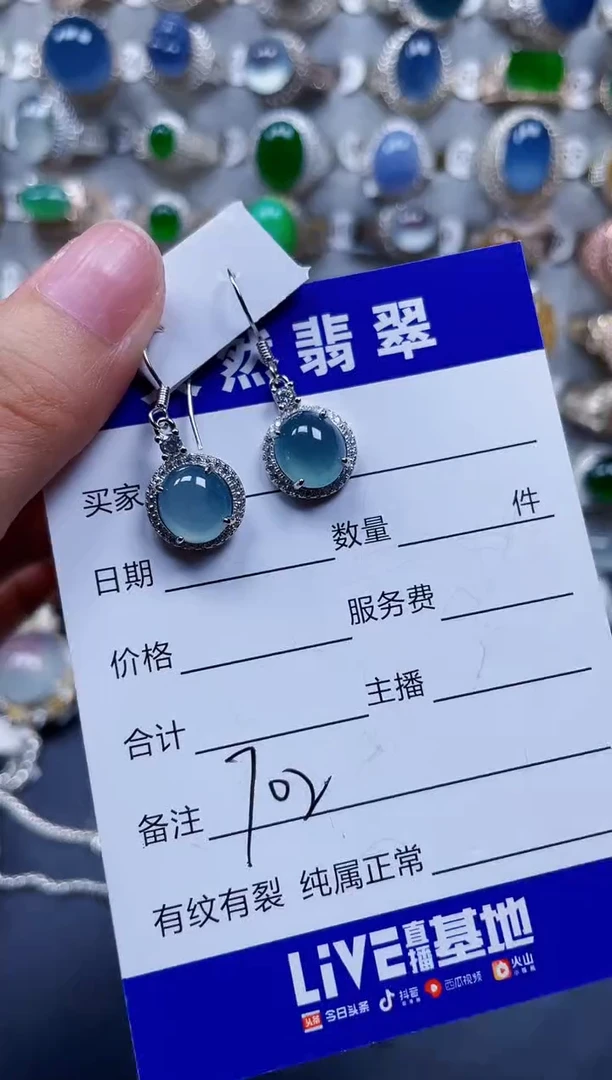 然翡翠
买家
数量 件
日期
服务费
价格
主播
合计
备注 702
有纹有裂 纯属正常
LiVE直播基地
头条 今日头条 抖音 西瓜视频 火山